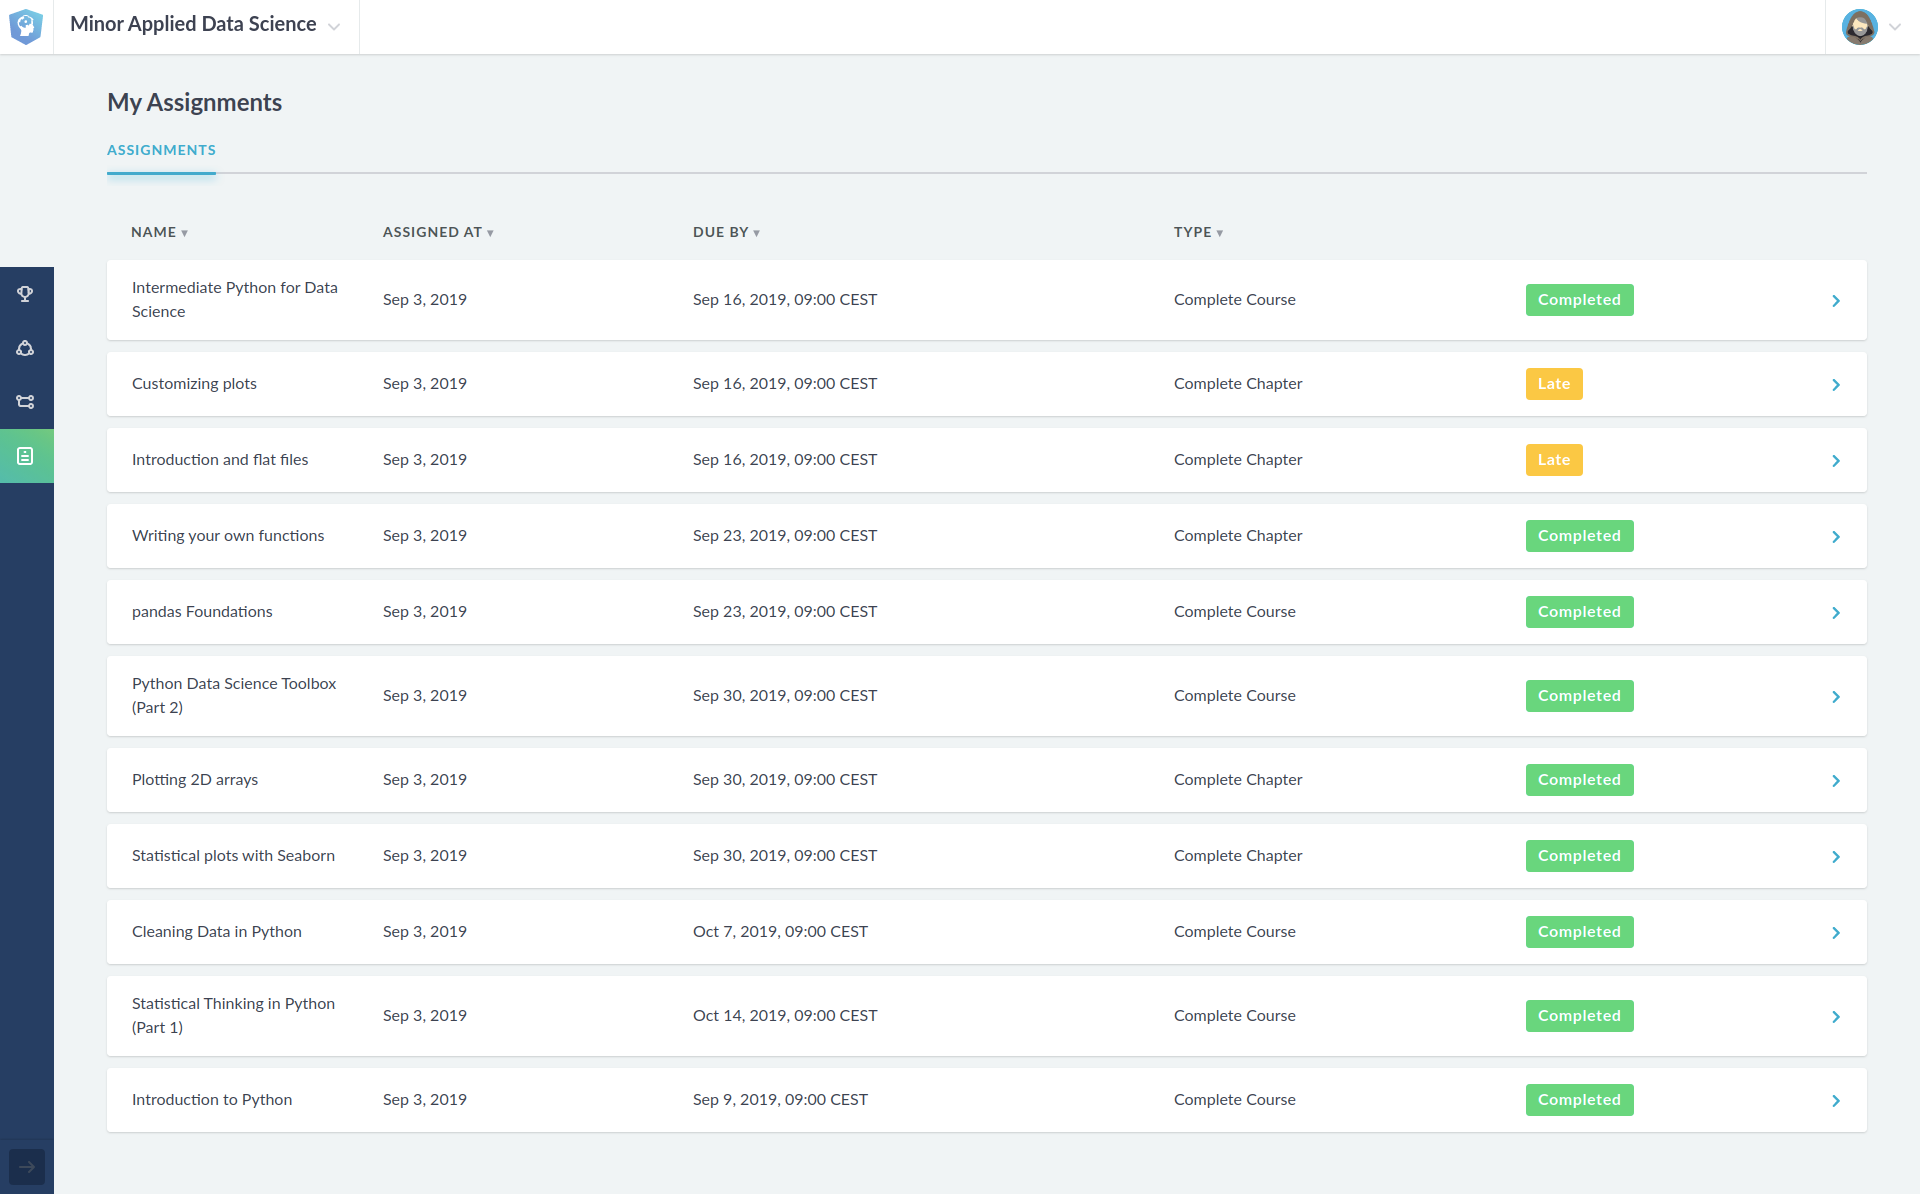 Minor Applied Data Science
My Assignments
ASSIGNMENTS
NAME ▾ ASSIGNED AT ▾ DUE BY ▾ TYPE ▾
Intermediate Python for Data
Science
Sep 3, 2019 Sep 16, 2019, 09:00 CEST Complete Course Completed
Customizing plots Sep 3, 2019 Sep 16, 2019, 09:00 CEST Complete Chapter Late
Introduction and flat files Sep 3, 2019 Sep 16, 2019, 09:00 CEST Complete Chapter Late
Writing your own functions Sep 3, 2019 Sep 23, 2019, 09:00 CEST Complete Chapter Completed
pandas Foundations Sep 3, 2019 Sep 23, 2019, 09:00 CEST Complete Course Completed
Python Data Science Toolbox
(Part 2)
Sep 3, 2019 Sep 30, 2019, 09:00 CEST Complete Course Completed
Plotting 2D arrays Sep 3, 2019 Sep 30, 2019, 09:00 CEST Complete Chapter Completed
Statistical plots with Seaborn Sep 3, 2019 Sep 30, 2019, 09:00 CEST Complete Chapter Completed
Cleaning Data in Python Sep 3, 2019 Oct 7, 2019, 09:00 CEST Complete Course Completed
Statistical Thinking in Python
(Part 1)
Sep 3, 2019 Oct 14, 2019, 09:00 CEST Complete Course Completed
Introduction to Python Sep 3, 2019 Sep 9, 2019, 09:00 CEST Complete Course Completed